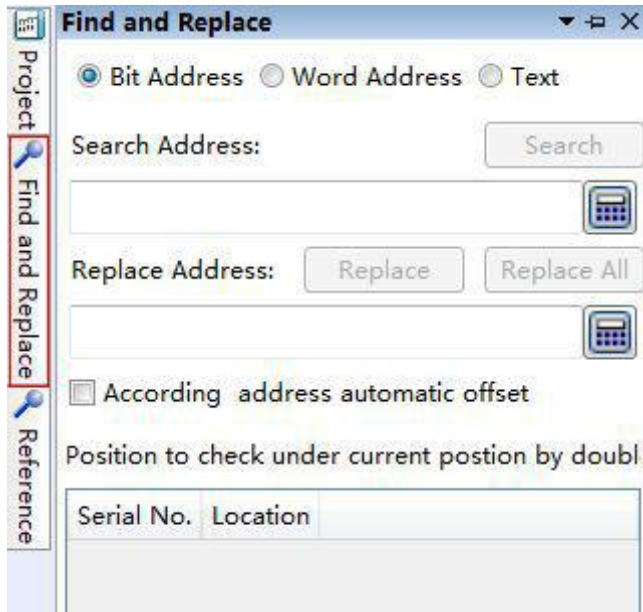 Project
Find and Replace
Reference
Find and Replace
Bit Address Word Address Text
Search Address: Search
Replace Address: Replace Replace All
According address automatic offset
Position to check under current postion by doubl
Serial No. Location